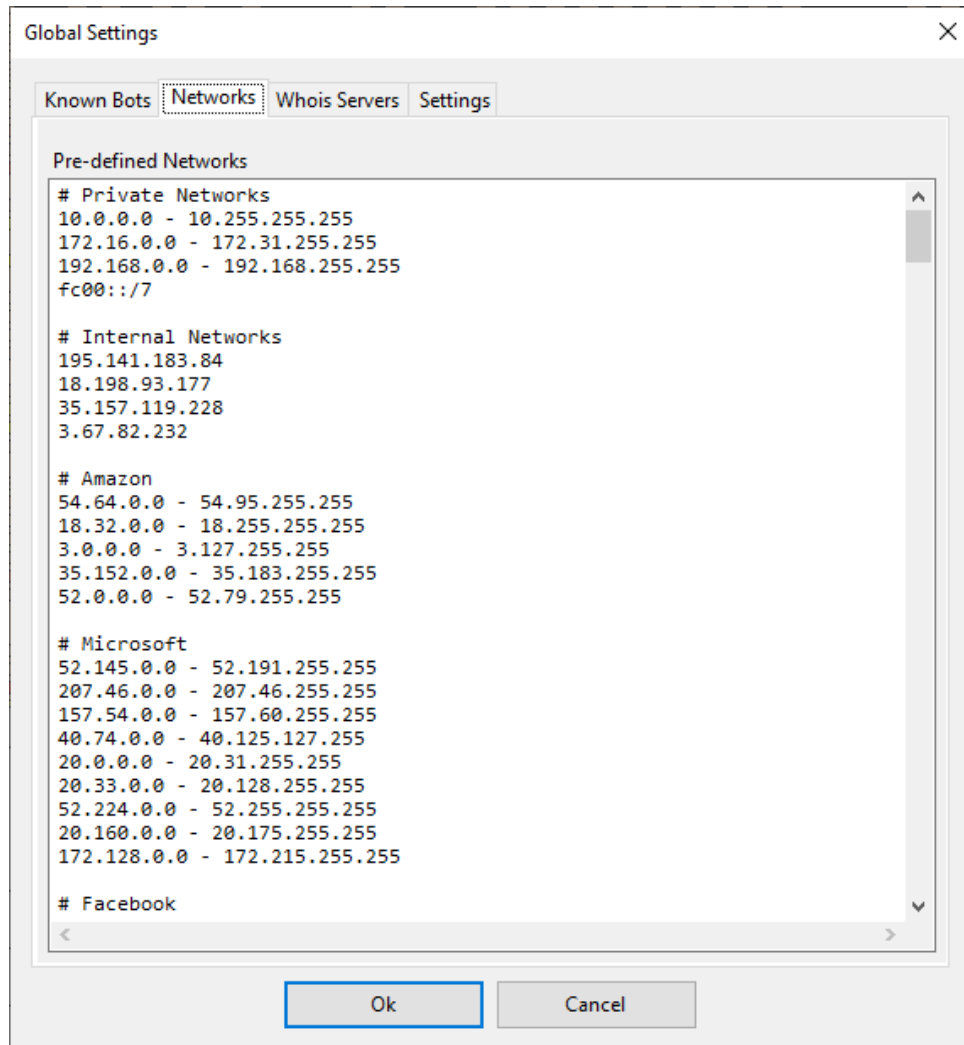 Global Settings
Known Bots Networks Whois Servers Settings
Pre-defined Networks
# Private Networks
10.0.0.0 - 10.255.255.255
172.16.0.0 - 172.31.255.255
192.168.0.0 - 192.168.255.255
fc00::/7
# Internal Networks
195.141.183.84
18.198.93.177
35.157.119.228
3.67.82.232
# Amazon
54.64.0.0 - 54.95.255.255
18.32.0.0 - 18.255.255.255
3.0.0.0 - 3.127.255.255
35.152.0.0 - 35.183.255.255
52.0.0.0 - 52.79.255.255
# Microsoft
52.145.0.0 - 52.191.255.255
207.46.0.0 - 207.46.255.255
157.54.0.0 - 157.60.255.255
40.74.0.0 - 40.125.127.255
20.0.0.0 - 20.31.255.255
20.33.0.0 - 20.128.255.255
52.224.0.0 - 52.255.255.255
20.160.0.0 - 20.175.255.255
172.128.0.0 - 172.215.255.255
# Facebook
Ok Cancel